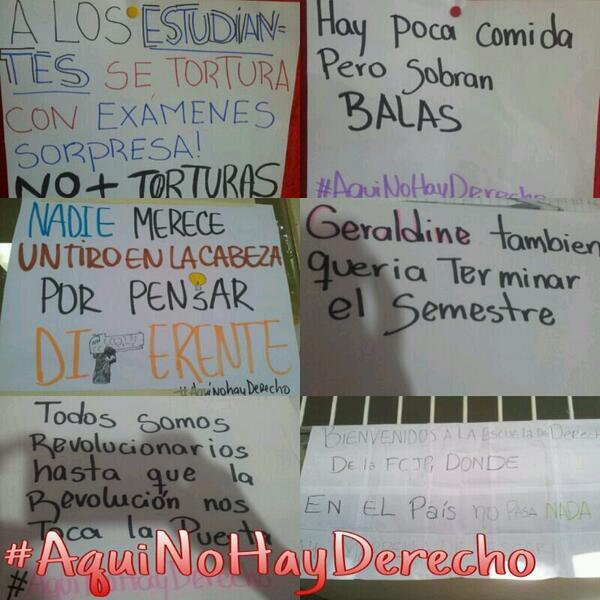 A LOS ESTUDIAN-
TES SE TORTURA
CON EXÁMENES
SORPRESA!
NO + TORTURAS
Hay poca comida
Pero sobran
BALAS
#AquiNoHayDerecho
NADIE MERECE
UN TIRO EN LA CABEZA
POR PENSAR
DIFERENTE
#AquiNohayDerecho
Geraldine tambien
queria Terminar
el Semestre
Todos somos
Revolucionarios
hasta que la
Revolución nos
Toca la Puerta
#AquiNoHayDerecho
BIENVENIDOS A LA Escuela De Derecho
De la FCJP, DONDE
EN EL País no PASA NADA
#AquiNoHayDerecho